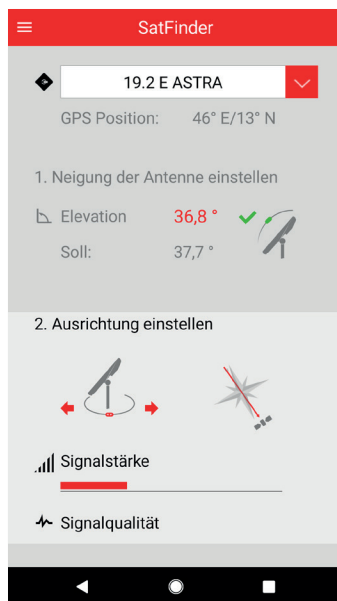 SatFinder
19.2 E ASTRA
GPS Position: 46° E/13° N
1. Neigung der Antenne einstellen
Elevation 36,8 °
Soll: 37,7 °
2. Ausrichtung einstellen
Signalstärke
Signalqualität